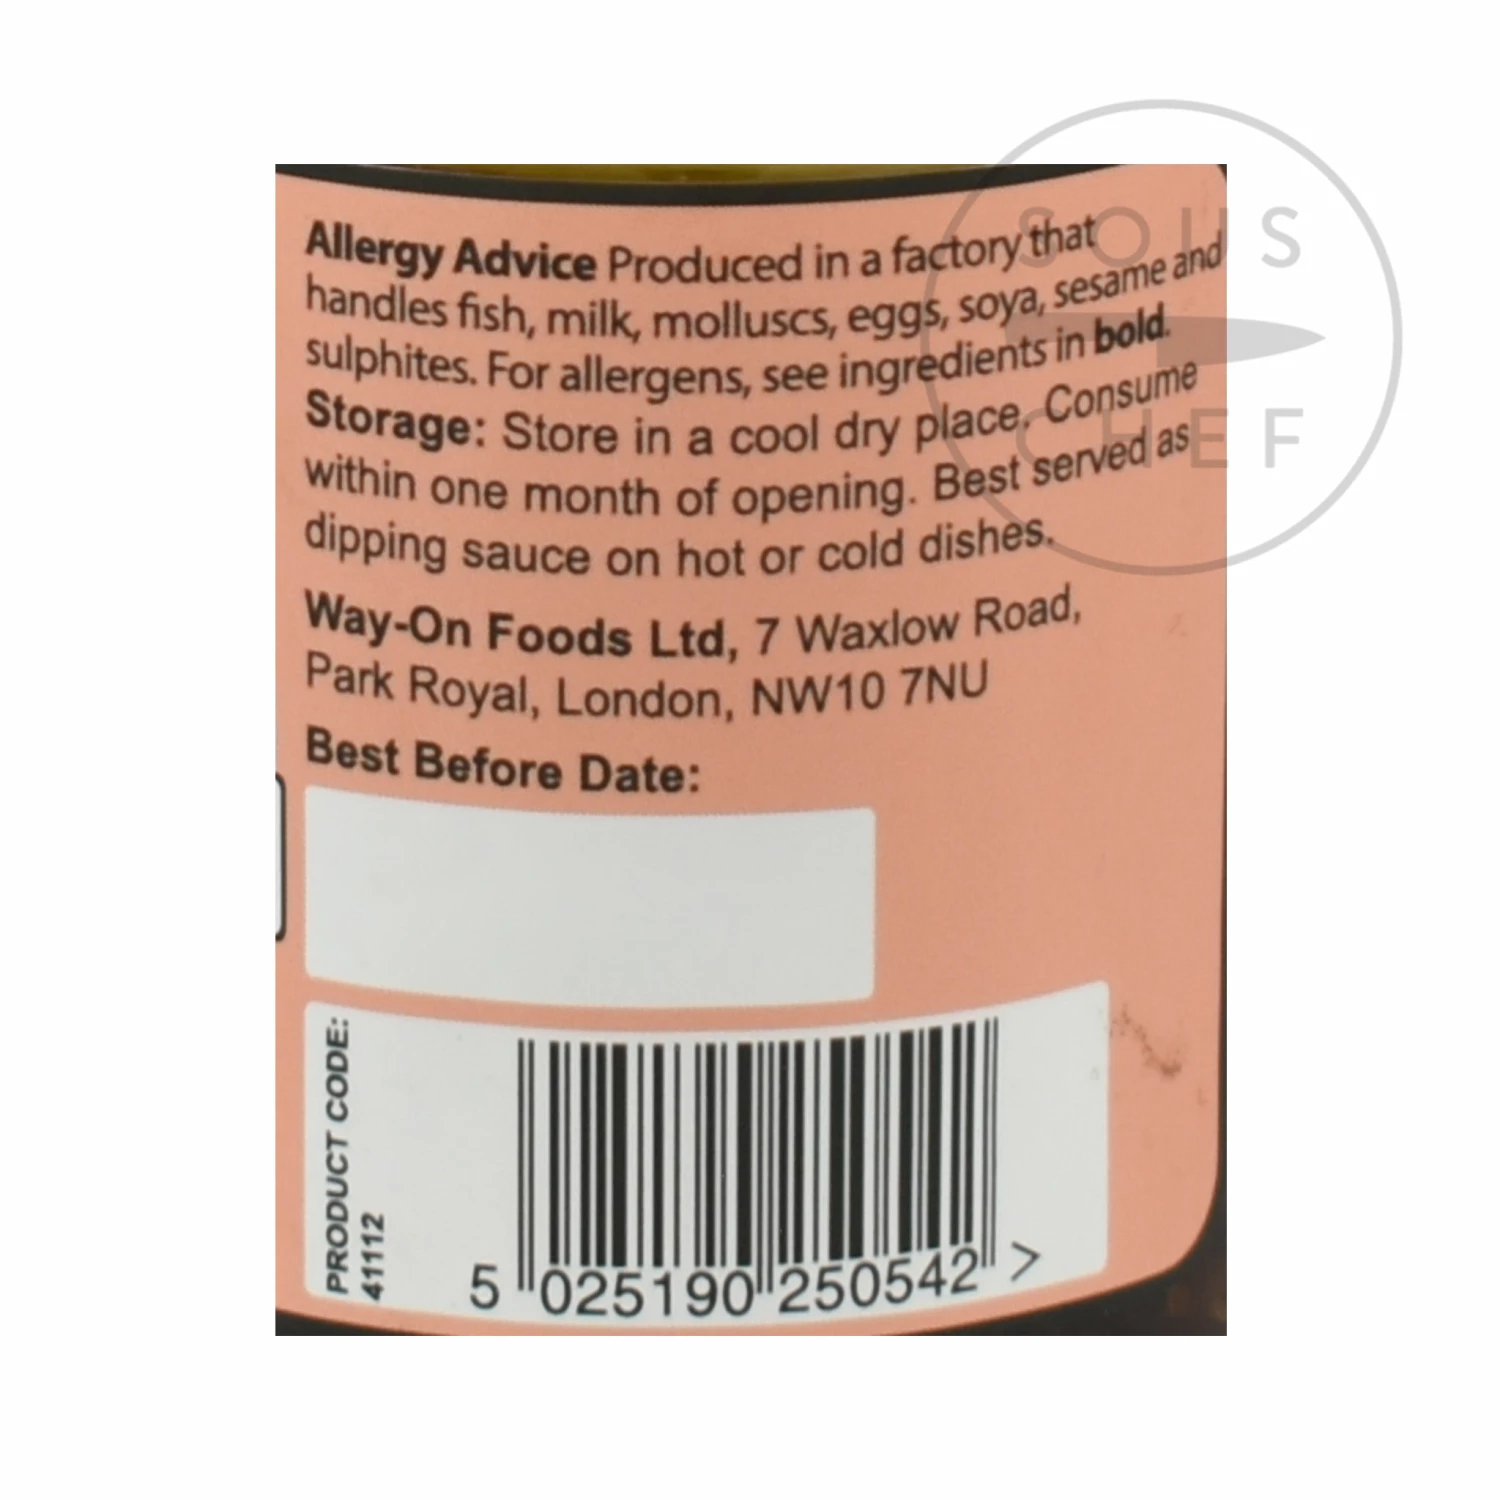 SOUS
CHEF
Allergy Advice Produced in a factory that
handles fish, milk, molluscs, eggs, soya, sesame and
sulphites. For allergens, see ingredients in bold.
Storage: Store in a cool dry place. Consume
within one month of opening. Best served as
dipping sauce on hot or cold dishes.
Way-On Foods Ltd, 7 Waxlow Road,
Park Royal, London, NW10 7NU
Best Before Date:
PRODUCT CODE:
41112
5 025190 250542 >